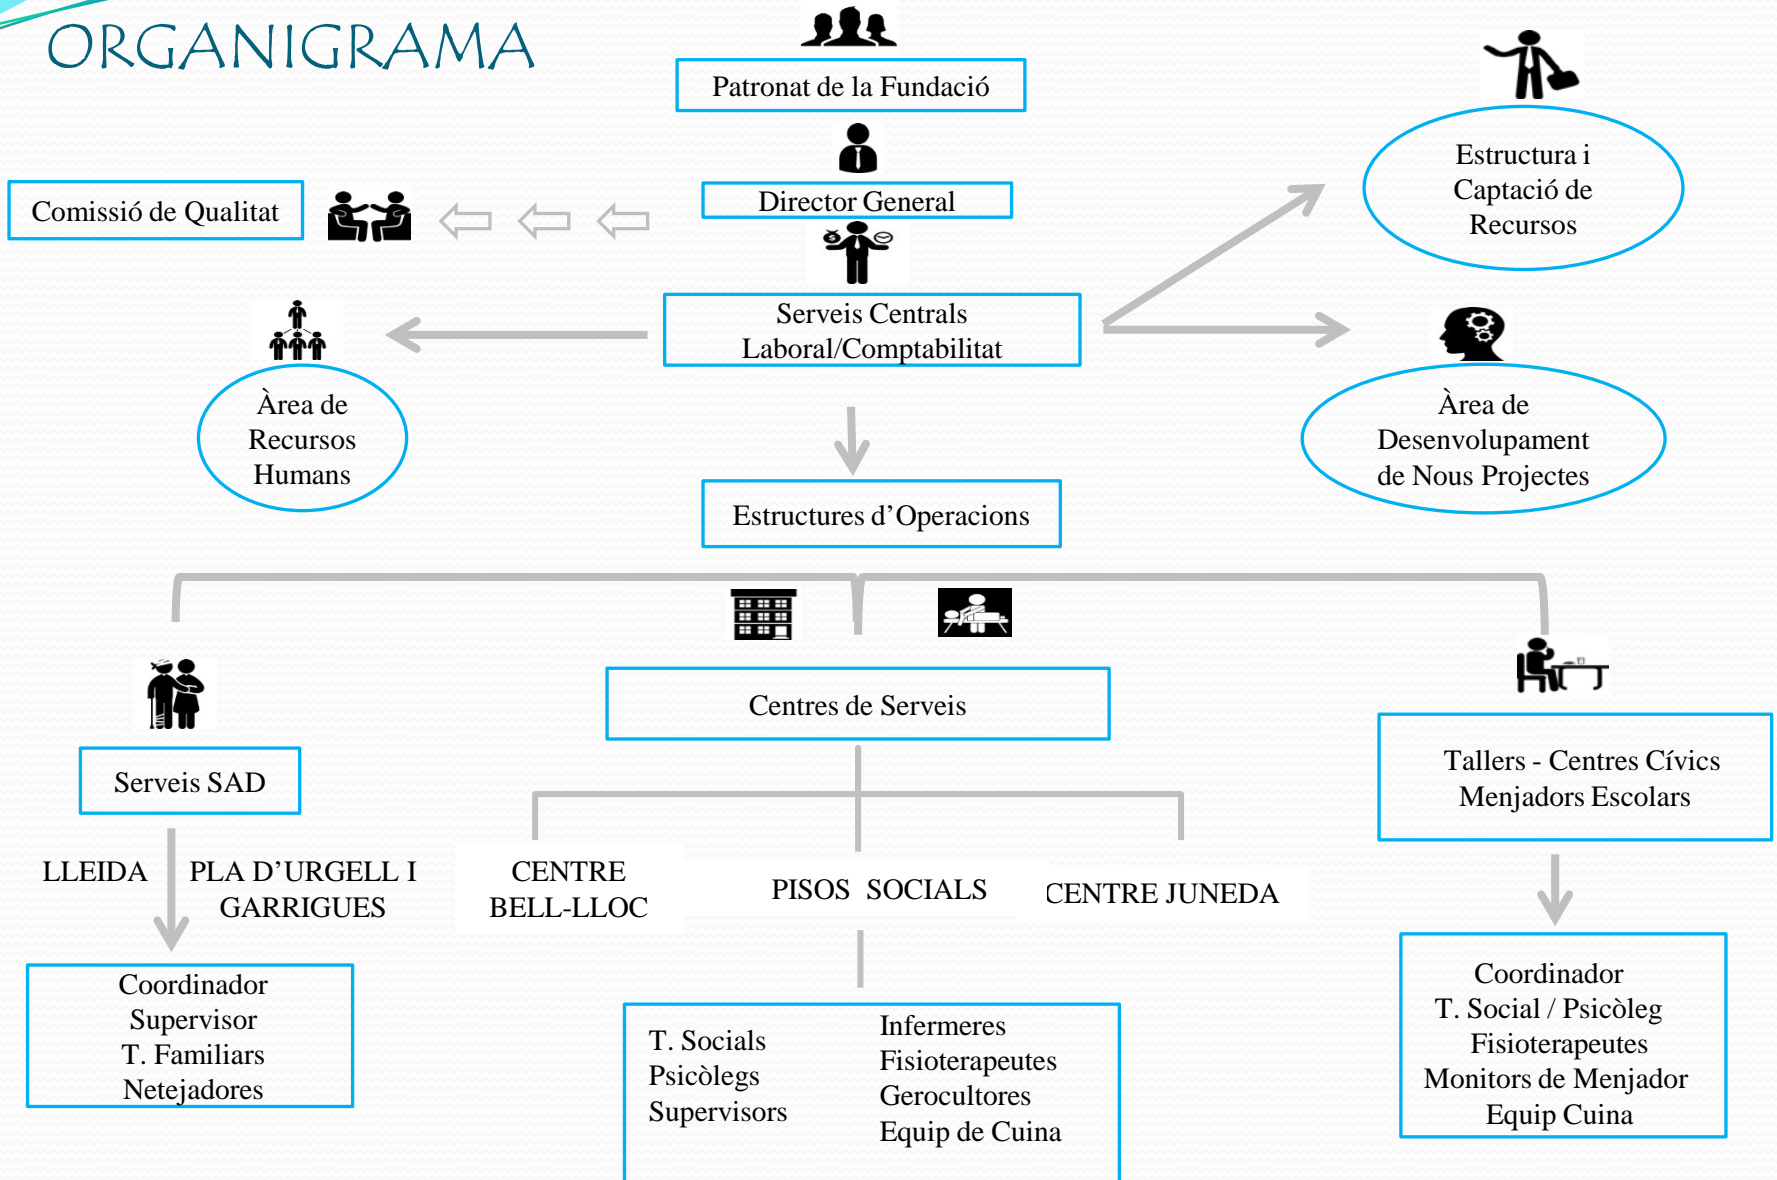 ORGANIGRAMA
Patronat de la Fundació
Director General
Comissió de Qualitat
Serveis Centrals
Laboral/Comptabilitat
Estructura i
Captació de
Recursos
Àrea de
Recursos
Humans
Àrea de
Desenvolupament
de Nous Projectes
Estructures d’Operacions
Serveis SAD
Centres de Serveis
Tallers - Centres Cívics
Menjadors Escolars
LLEIDA
PLA D’URGELL I
GARRIGUES
CENTRE
BELL-LLOC
PISOS SOCIALS
CENTRE JUNEDA
Coordinador
Supervisor
T. Familiars
Netejadores
T. Socials
Psicòlegs
Supervisors
Infermeres
Fisioterapeutes
Gerocultores
Equip de Cuina
Coordinador
T. Social / Psicòleg
Fisioterapeutes
Monitors de Menjador
Equip Cuina